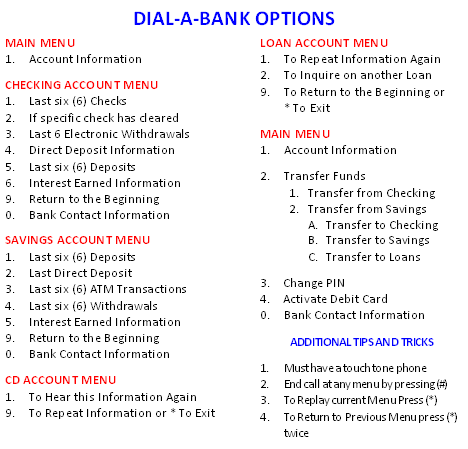 DIAL-A-BANK OPTIONS
MAIN MENU
1. Account Information
CHECKING ACCOUNT MENU
1. Last six (6) Checks
2. If specific check has cleared
3. Last 6 Electronic Withdrawals
4. Direct Deposit Information
5. Last six (6) Deposits
6. Interest Earned Information
9. Return to the Beginning
0. Bank Contact Information
SAVINGS ACCOUNT MENU
1. Last six (6) Deposits
2. Last Direct Deposit
3. Last six (6) ATM Transactions
4. Last six (6) Withdrawals
5. Interest Earned Information
9. Return to the Beginning
0. Bank Contact Information
CD ACCOUNT MENU
1. To Hear this Information Again
9. To Repeat Information or * To Exit
LOAN ACCOUNT MENU
1. To Repeat Information Again
2. To Inquire on another Loan
9. To Return to the Beginning or
* To Exit
MAIN MENU
1. Account Information
2. Transfer Funds
1. Transfer from Checking
2. Transfer from Savings
A. Transfer to Checking
B. Transfer to Savings
C. Transfer to Loans
3. Change PIN
4. Activate Debit Card
0. Bank Contact Information
ADDITIONAL TIPS AND TRICKS
1. Must have a touch tone phone
2. End call at any menu by pressing (#)
3. To Replay current Menu Press (*)
4. To Return to Previous Menu press (*)
twice